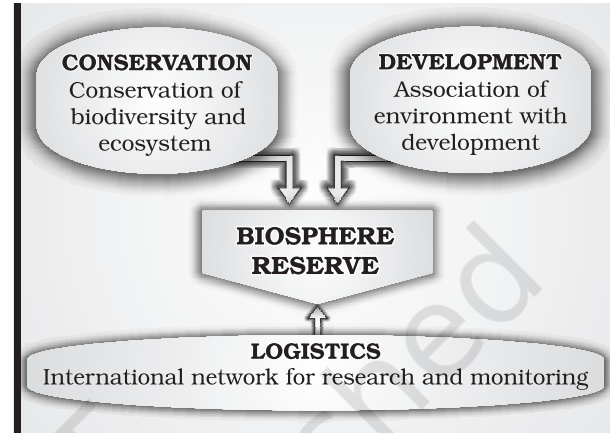 CONSERVATION
Conservation of
biodiversity and
ecosystem
DEVELOPMENT
Association of
environment with
development
BIOSPHERE
RESERVE
LOGISTICS
International network for research and monitoring